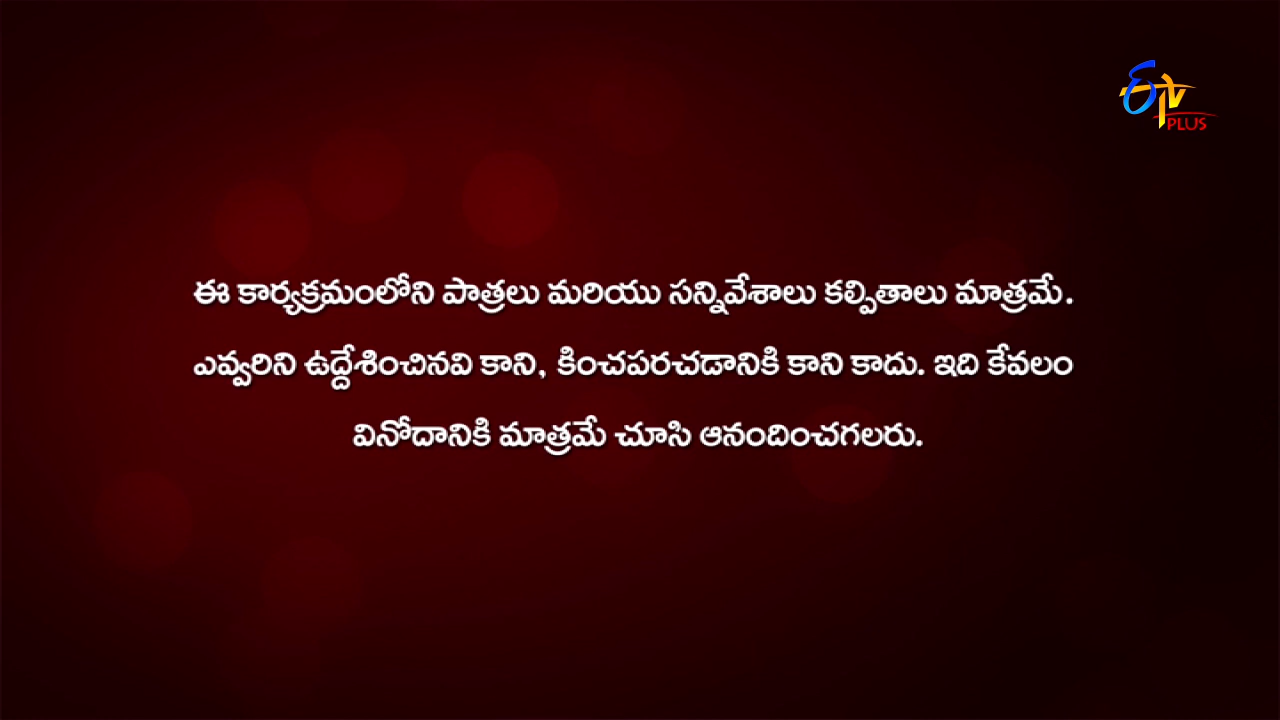 ETV
PLUS
ఈ కార్యక్రమంలోని పాత్రలు మరియు సన్నివేశాలు కల్పితాలు మాత్రమే.
ఎవ్వరిని ఉద్దేశించినవి కాని, కించపరచడానికి కాని కాదు. ఇది కేవలం
వినోదానికి మాత్రమే చూసి ఆనందించగలరు.